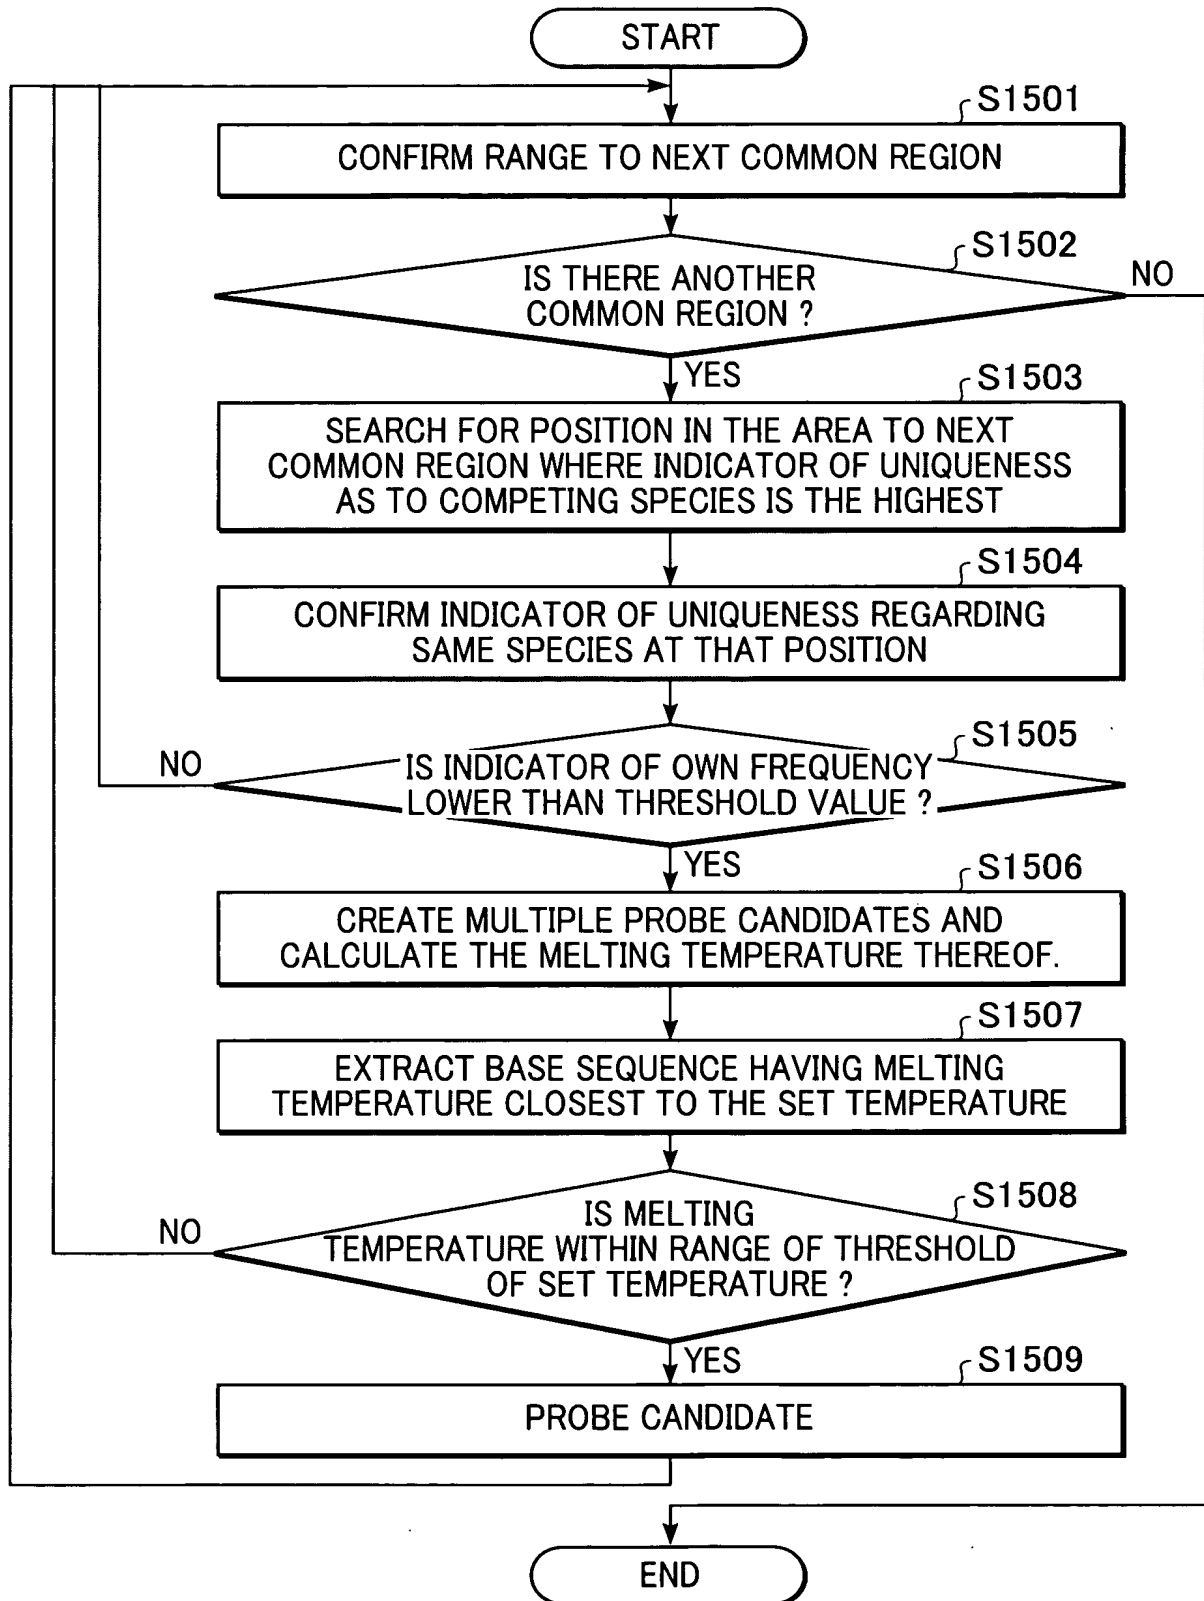 START
S1501
CONFIRM RANGE TO NEXT COMMON REGION
S1502
IS THERE ANOTHER
COMMON REGION ?
NO
YES
S1503
SEARCH FOR POSITION IN THE AREA TO NEXT
COMMON REGION WHERE INDICATOR OF UNIQUENESS
AS TO COMPETING SPECIES IS THE HIGHEST
S1504
CONFIRM INDICATOR OF UNIQUENESS REGARDING
SAME SPECIES AT THAT POSITION
S1505
NO
IS INDICATOR OF OWN FREQUENCY
LOWER THAN THRESHOLD VALUE ?
YES
S1506
CREATE MULTIPLE PROBE CANDIDATES AND
CALCULATE THE MELTING TEMPERATURE THEREOF.
S1507
EXTRACT BASE SEQUENCE HAVING MELTING
TEMPERATURE CLOSEST TO THE SET TEMPERATURE
S1508
NO
IS MELTING
TEMPERATURE WITHIN RANGE OF THRESHOLD
OF SET TEMPERATURE ?
YES
S1509
PROBE CANDIDATE
END